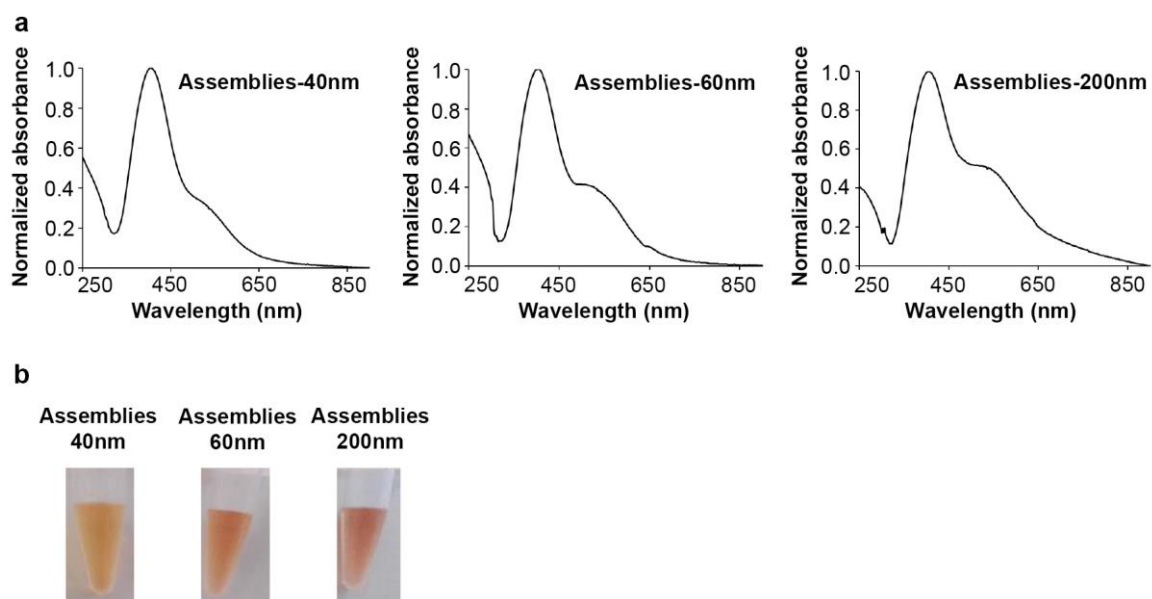 a
Assemblies-40nm
Normalized absorbance
1.0
0.8
0.6
0.4
0.2
0.0
250 450 650 850
Wavelength (nm)
Assemblies-60nm
Normalized absorbance
1.0
0.8
0.6
0.4
0.2
0.0
250 450 650 850
Wavelength (nm)
Assemblies-200nm
Normalized absorbance
1.0
0.8
0.6
0.4
0.2
0.0
250 450 650 850
Wavelength (nm)
b
Assemblies
40nm
Assemblies
60nm
Assemblies
200nm